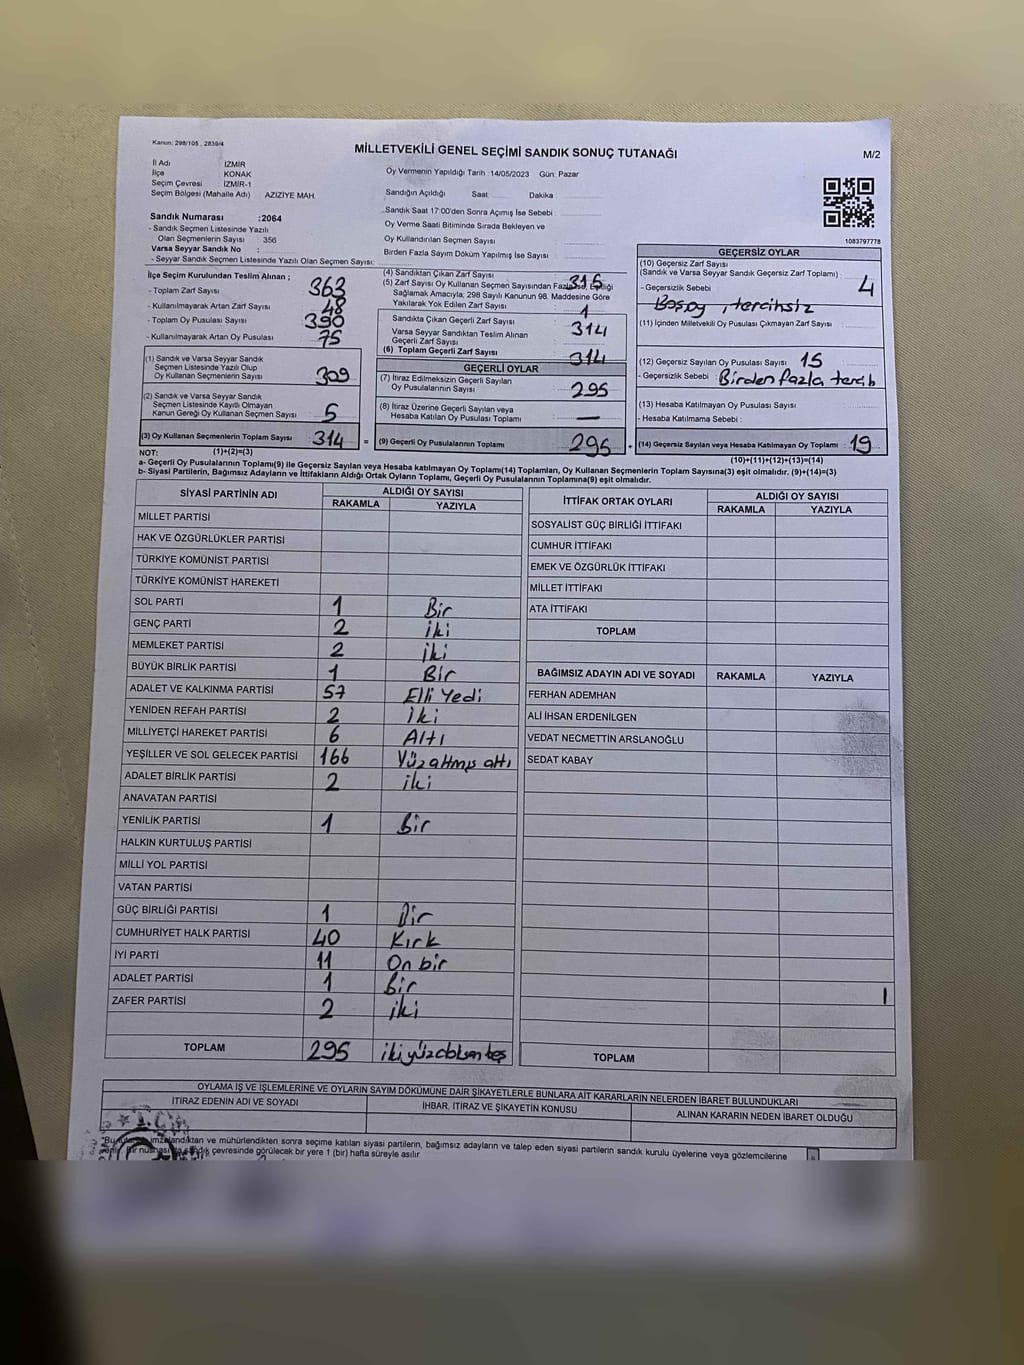 Kanun: 298/105 , 2839/4
MİLLETVEKİLİ GENEL SEÇİMİ SANDIK SONUÇ TUTANAĞI
M/2
İl Adı İZMİR
İlçe KONAK
Seçim Çevresi İZMİR-1
Seçim Bölgesi (Mahalle Adı) AZİZİYE MAH.
Oy Vermenin Yapıldığı Tarih :14/05/2023 Gün: Pazar
Sandığın Açıldığı Saat Dakika :
Sandık Saat 17:00'den Sonra Açımış İse Sebebi :
Oy Verme Saati Bitiminde Sırada Bekleyen ve
Oy Kullandırılan Seçmen Sayısı
Birden Fazla Sayım Döküm Yapılmış İse Sayısı :
1083797778
Sandık Numarası :2064
- Sandık Seçmen Listesinde Yazılı
Olan Seçmenlerin Sayısı : 356
Varsa Seyyar Sandık No :
- Seyyar Sandık Seçmen Listesinde Yazılı Olan Seçmen Sayısı:
İlçe Seçim Kurulundan Teslim Alınan ;
- Toplam Zarf Sayısı 363
- Kullanılmayarak Artan Zarf Sayısı 48
- Toplam Oy Pusulası Sayısı 390
- Kullanılmayarak Artan Oy Pusulası 75
(1) Sandık ve Varsa Seyyar Sandık
Seçmen Listesinde Yazılı Olup
Oy Kullanan Seçmenlerin Sayısı 309
(2) Sandık ve Varsa Seyyar Sandık
Seçmen Listesinde Kayıtlı Olmayan
Kanun Gereği Oy Kullanan Seçmen Sayısı 5
(3) Oy Kullanan Seçmenlerin Toplam Sayısı 314 =
(1)+(2)=(3)
(4) Sandıktan Çıkan Zarf Sayısı 315
(5) Zarf Sayısı Oy Kullanan Seçmen Sayısından Fazla İse, Eşitliği
Sağlamak Amacıyla; 298 Sayılı Kanunun 98. Maddesine Göre
Yakılarak Yok Edilen Zarf Sayısı 1
Sandıkta Çıkan Geçerli Zarf Sayısı 314
Varsa Seyyar Sandıktan Teslim Alınan
Geçerli Zarf Sayısı
(6) Toplam Geçerli Zarf Sayısı 314
GEÇERLİ OYLAR
(7) İtiraz Edilmeksizin Geçerli Sayılan
Oy Pusulalarının Sayısı 295
(8) İtiraz Üzerine Geçerli Sayılan veya
Hesaba Katılan Oy Pusulası Toplamı —
(9) Geçerli Oy Pusulalarının Toplamı 295 +
GEÇERSİZ OYLAR
(10) Geçersiz Zarf Sayısı
(Sandık ve Varsa Seyyar Sandık Geçersiz Zarf Toplamı) : 4
- Geçersizlik Sebebi
Boş oy, tercihsiz
(11) İçinden Milletvekili Oy Pusulası Çıkmayan Zarf Sayısı :
(12) Geçersiz Sayılan Oy Pusulası Sayısı 15
- Geçersizlik Sebebi Birden fazla tercih
(13) Hesaba Katılmayan Oy Pusulası Sayısı
- Hesaba Katılmama Sebebi :
(14) Geçersiz Sayılan veya Hesaba Katılmayan Oy Toplamı : 19
(10)+(11)+(12)+(13)=(14)
NOT:
a- Geçerli Oy Pusulaları Toplamı(9) ile Geçersiz Sayılan veya Hesaba katılmayan Oy Toplamı(14) Toplamları, Oy Kullanan Seçmenlerin Toplam Sayısına(3) eşit olmalıdır. (9)+(14)=(3)
b- Siyasi Partilerin, Bağımsız Adayların ve İttifakların Aldığı Ortak Oyların Toplamı, Geçerli Oy Pusulalarının Toplamına(9) eşit olmalıdır.
SİYASİ PARTİNİN ADI ALDIĞI OY SAYISI
RAKAMLA YAZIYLA
MİLLET PARTİSİ
HAK VE ÖZGÜRLÜKLER PARTİSİ
TÜRKİYE KOMÜNİST PARTİSİ
TÜRKİYE KOMÜNİST HAREKETİ
SOL PARTİ 1 Bir
GENÇ PARTİ 2 iki
MEMLEKET PARTİSİ 2 iki
BÜYÜK BİRLİK PARTİSİ 1 Bir
ADALET VE KALKINMA PARTİSİ 57 Elli Yedi
YENİDEN REFAH PARTİSİ 2 iki
MİLLİYETÇİ HAREKET PARTİSİ 6 Altı
YEŞİLLER VE SOL GELECEK PARTİSİ 166 Yüzaltmış altı
ADALET BİRLİK PARTİSİ 2 iki
ANAVATAN PARTİSİ
YENİLİK PARTİSİ 1 Bir
HALKIN KURTULUŞ PARTİSİ
MİLLİ YOL PARTİSİ
VATAN PARTİSİ
GÜÇ BİRLİĞİ PARTİSİ 1 Bir
CUMHURİYET HALK PARTİSİ 40 Kırk
İYİ PARTİ 11 On bir
ADALET PARTİSİ 1 Bir
ZAFER PARTİSİ 2 iki
TOPLAM 295 ikiyüzdoksanbeş
İTTİFAK ORTAK OYLARI ALDIĞI OY SAYISI
RAKAMLA YAZIYLA
SOSYALİST GÜÇ BİRLİĞİ İTTİFAKI
CUMHUR İTTİFAKI
EMEK VE ÖZGÜRLÜK İTTİFAKI
MİLLET İTTİFAKI
ATA İTTİFAKI
TOPLAM
BAĞIMSIZ ADAYIN ADI VE SOYADI RAKAMLA YAZIYLA
FERHAN ADEMHAN
ALİ İHSAN ERDENİLGEN
VEDAT NECMETTİN ARSLANOĞLU
SEDAT KABAY
TOPLAM
OYLAMA İŞ VE İŞLEMLERİNE VE OYLARIN SAYIM DÖKÜMÜNE DAİR ŞİKAYETLERLE BUNLARA AİT KARARLARIN NELERDEN İBARET BULUNDUKLARI
İTİRAZ EDENİN ADI VE SOYADI İHBAR, İTİRAZ VE ŞİKAYETİN KONUSU ALINAN KARARIN NEDEN İBARET OLDUĞU
T.C.
imzalandıktan ve mühürlendikten sonra seçime katılan siyasi partilerin, bağımsız adayların ve talep eden siyasi partilerin sandık kurulu üyelerine veya gözlemcilerine
çevresinde görülecek bir yere 1 (bir) hafta süreyle asılır.